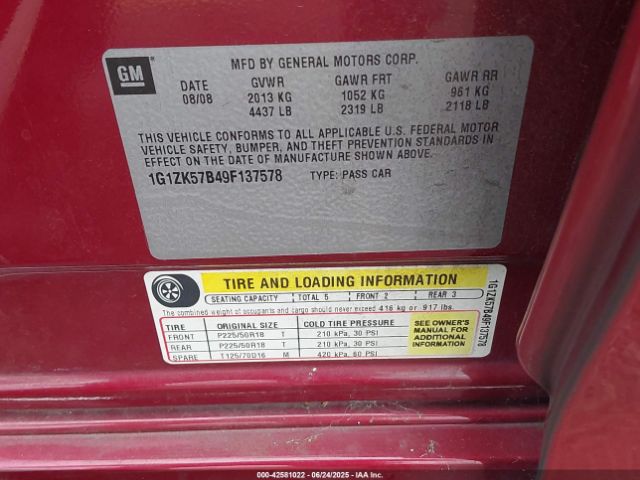 GM
MFD BY GENERAL MOTORS CORP.
DATE GVWR GAWR FRT GAWR RR
08/08 2013 KG 1052 KG 961 KG
4437 LB 2319 LB 2118 LB
THIS VEHICLE CONFORMS TO ALL APPLICABLE U.S. FEDERAL MOTOR
VEHICLE SAFETY, BUMPER, AND THEFT PREVENTION STANDARDS IN
EFFECT ON THE DATE OF MANUFACTURE SHOWN ABOVE.
1G1ZK57B49F137578 TYPE: PASS CAR
TIRE AND LOADING INFORMATION
SEATING CAPACITY TOTAL 5 FRONT 2 REAR 3
The combined weight of occupants and cargo should never exceed 416 kg or 917 lbs.
TIRE ORIGINAL SIZE COLD TIRE PRESSURE
FRONT P225/50R18 T 210 kPa, 30 PSI
REAR P225/50R18 T 210 kPa, 30 PSI
SPARE T125/70D16 M 420 kPa, 60 PSI
SEE OWNER'S
MANUAL FOR
ADDITIONAL
INFORMATION
1G1ZK57B49F137578
000-42581022 - 06/24/2025 - IAAI.CA